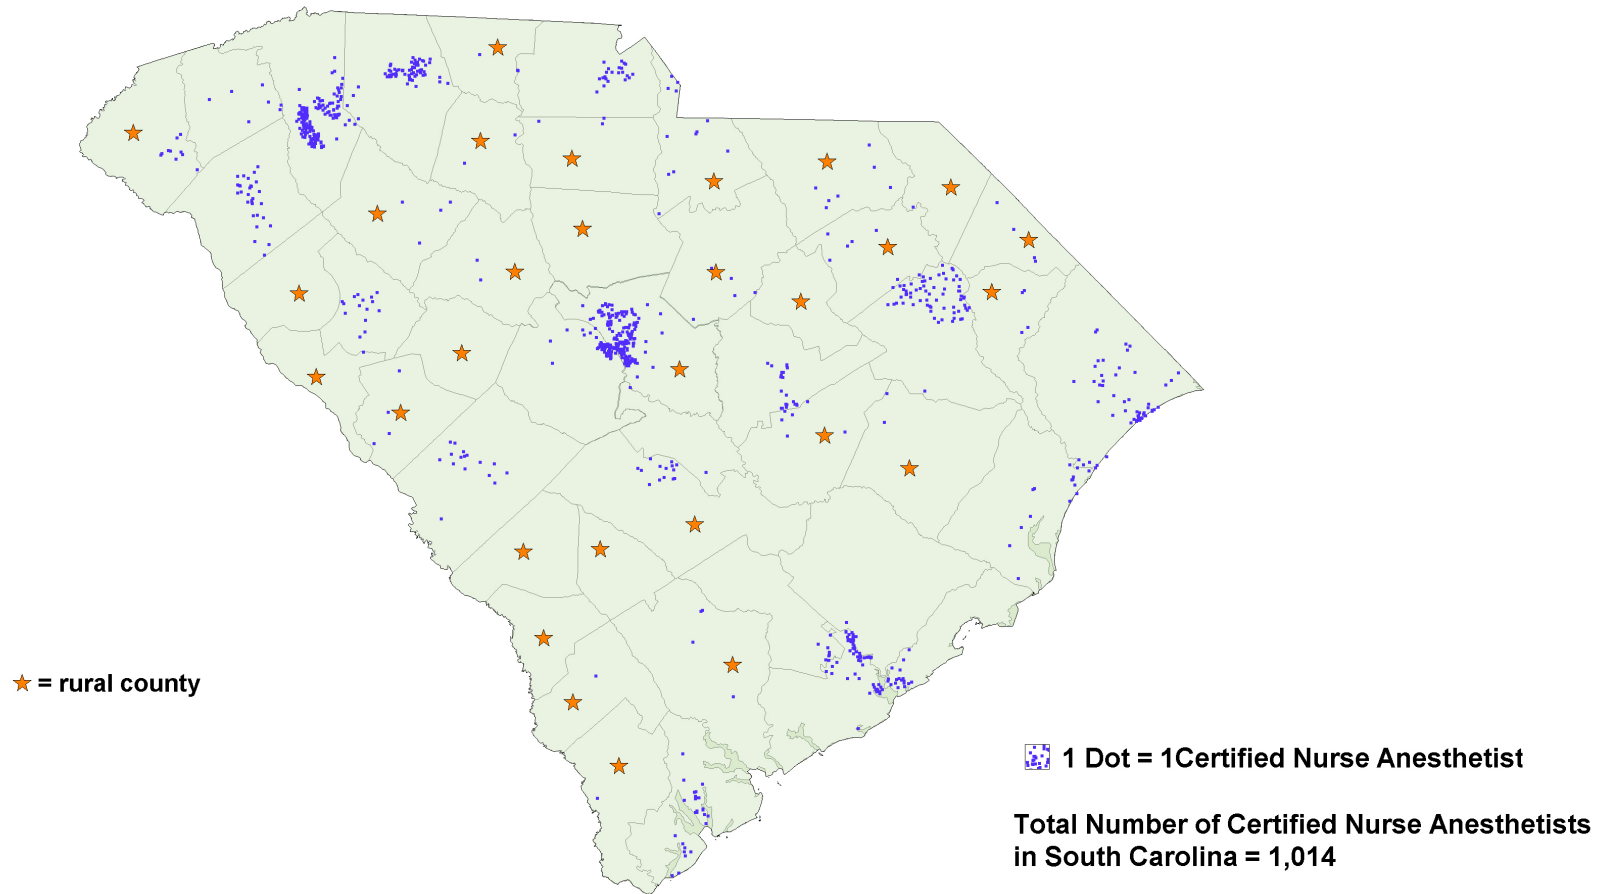 = rural county
1 Dot = 1Certified Nurse Anesthetist
Total Number of Certified Nurse Anesthetists
in South Carolina = 1,014